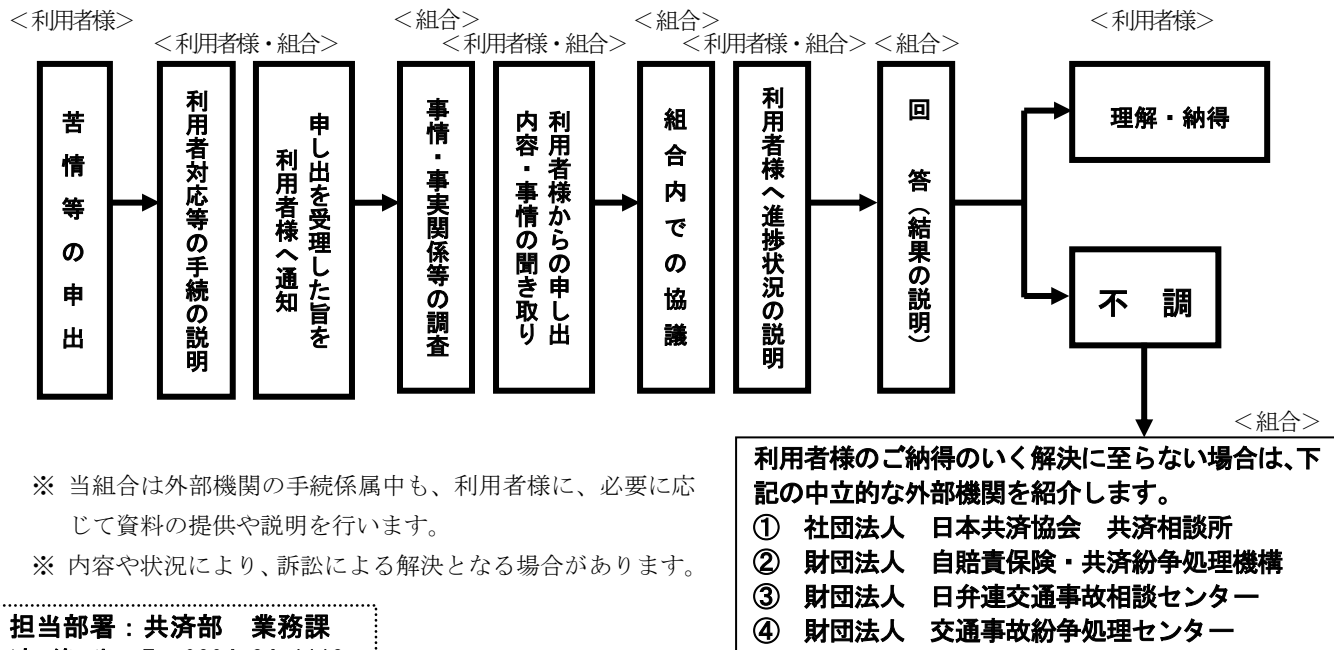 ＜利用者様＞
＜利用者様・組合＞
＜組合＞
＜利用者様・組合＞
＜組合＞
＜利用者様・組合＞
＜組合＞
＜利用者様＞
苦情等の申出
利用者対応等の手続の説明
申し出を受理した旨を
利用者様へ通知
事情・事実関係等の調査
利用者様からの申し出
内容・事情の聞き取り
組合内での協議
利用者様へ進捗状況の説明
回　答（結果の説明）
理解・納得
不　調
＜組合＞
利用者様のご納得のいく解決に至らない場合は、下
記の中立的な外部機関を紹介します。
①　社団法人　日本共済協会　共済相談所
②　財団法人　自賠責保険・共済紛争処理機構
③　財団法人　日弁連交通事故相談センター
④　財団法人　交通事故紛争処理センター
※ 当組合は外部機関の手続係属中も、利用者様に、必要に応
じて資料の提供や説明を行います。
※ 内容や状況により、訴訟による解決となる場合があります。
担当部署：共済部　業務課